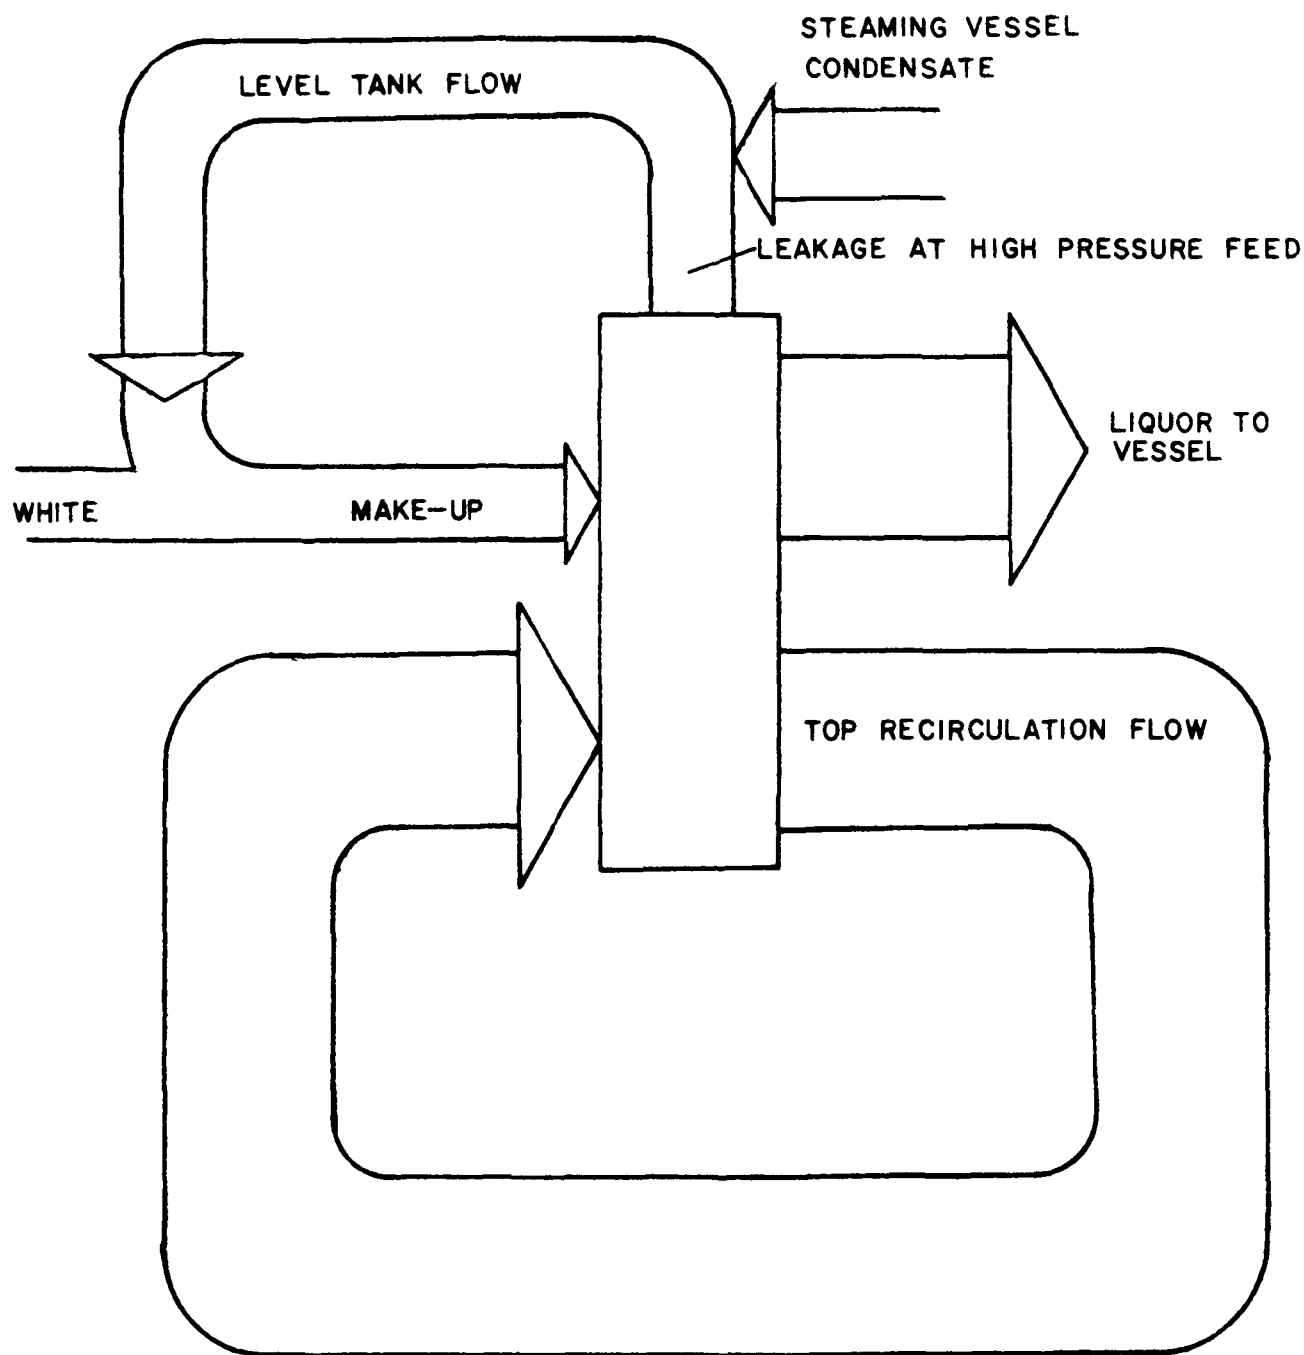 STEAMING VESSEL
CONDENSATE
LEVEL TANK FLOW
LEAKAGE AT HIGH PRESSURE FEED
LIQUOR TO
VESSEL
WHITE
MAKE-UP
TOP RECIRCULATION FLOW